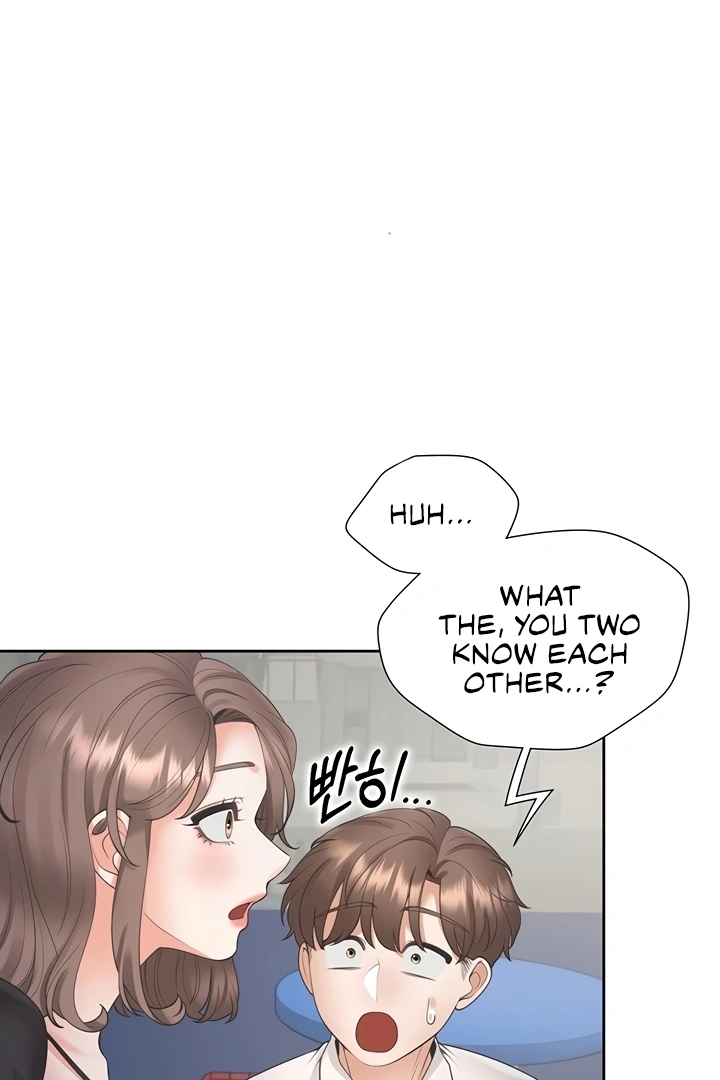 HUH...
WHAT
THE, YOU TWO
KNOW EACH
OTHER...?
빤히...